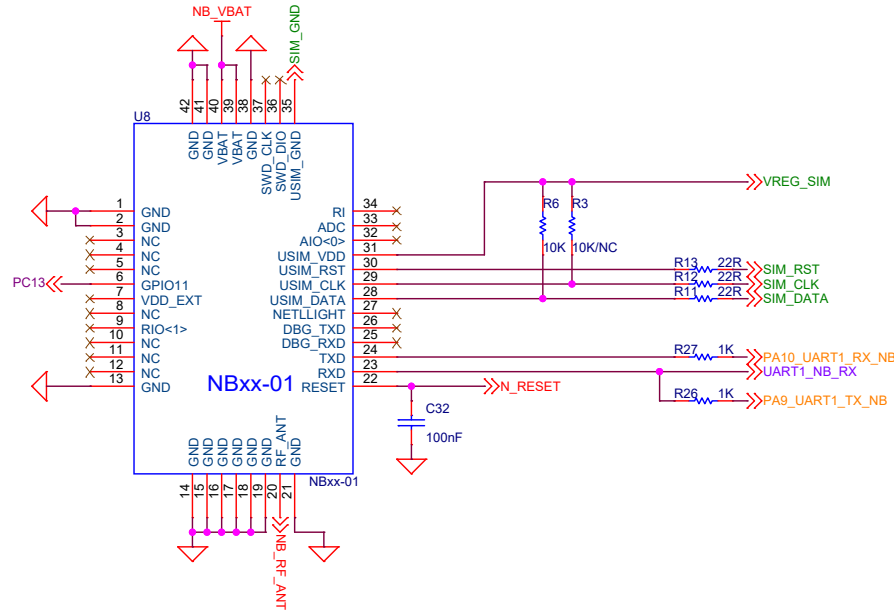 NB_VBAT
SIM_GND
42
41
40
39
38
37
36
35
U8
GND
GND
VBAT
VBAT
GND
SWD_CLK
SWD_DIO
USIM_GND
1 GND
2 GND
3 NC
4 NC
5 NC
PC13 6 GPIO11
7 VDD_EXT
8 NC
9 RIO<1>
10 NC
11 NC
12 NC
13 GND
RI 34
ADC 33
AIO<0> 32
USIM_VDD 31
USIM_RST 30
USIM_CLK 29
USIM_DATA 28
NETLLIGHT 27
DBG_TXD 26
DBG_RXD 25
TXD 24
RXD 23
RESET 22
VREG_SIM
R6 R3
10K 10K/NC
R13 22R SIM_RST
R12 22R SIM_CLK
R11 22R SIM_DATA
R27 1K PA10_UART1_RX_NB
UART1_NB_RX
R26 1K PA9_UART1_TX_NB
N_RESET
C32
100nF
NBxx-01
GND
GND
GND
GND
GND
GND
RF_ANT
GND
NBxx-01
14
15
16
17
18
19
20
21
NB_RF_ANT